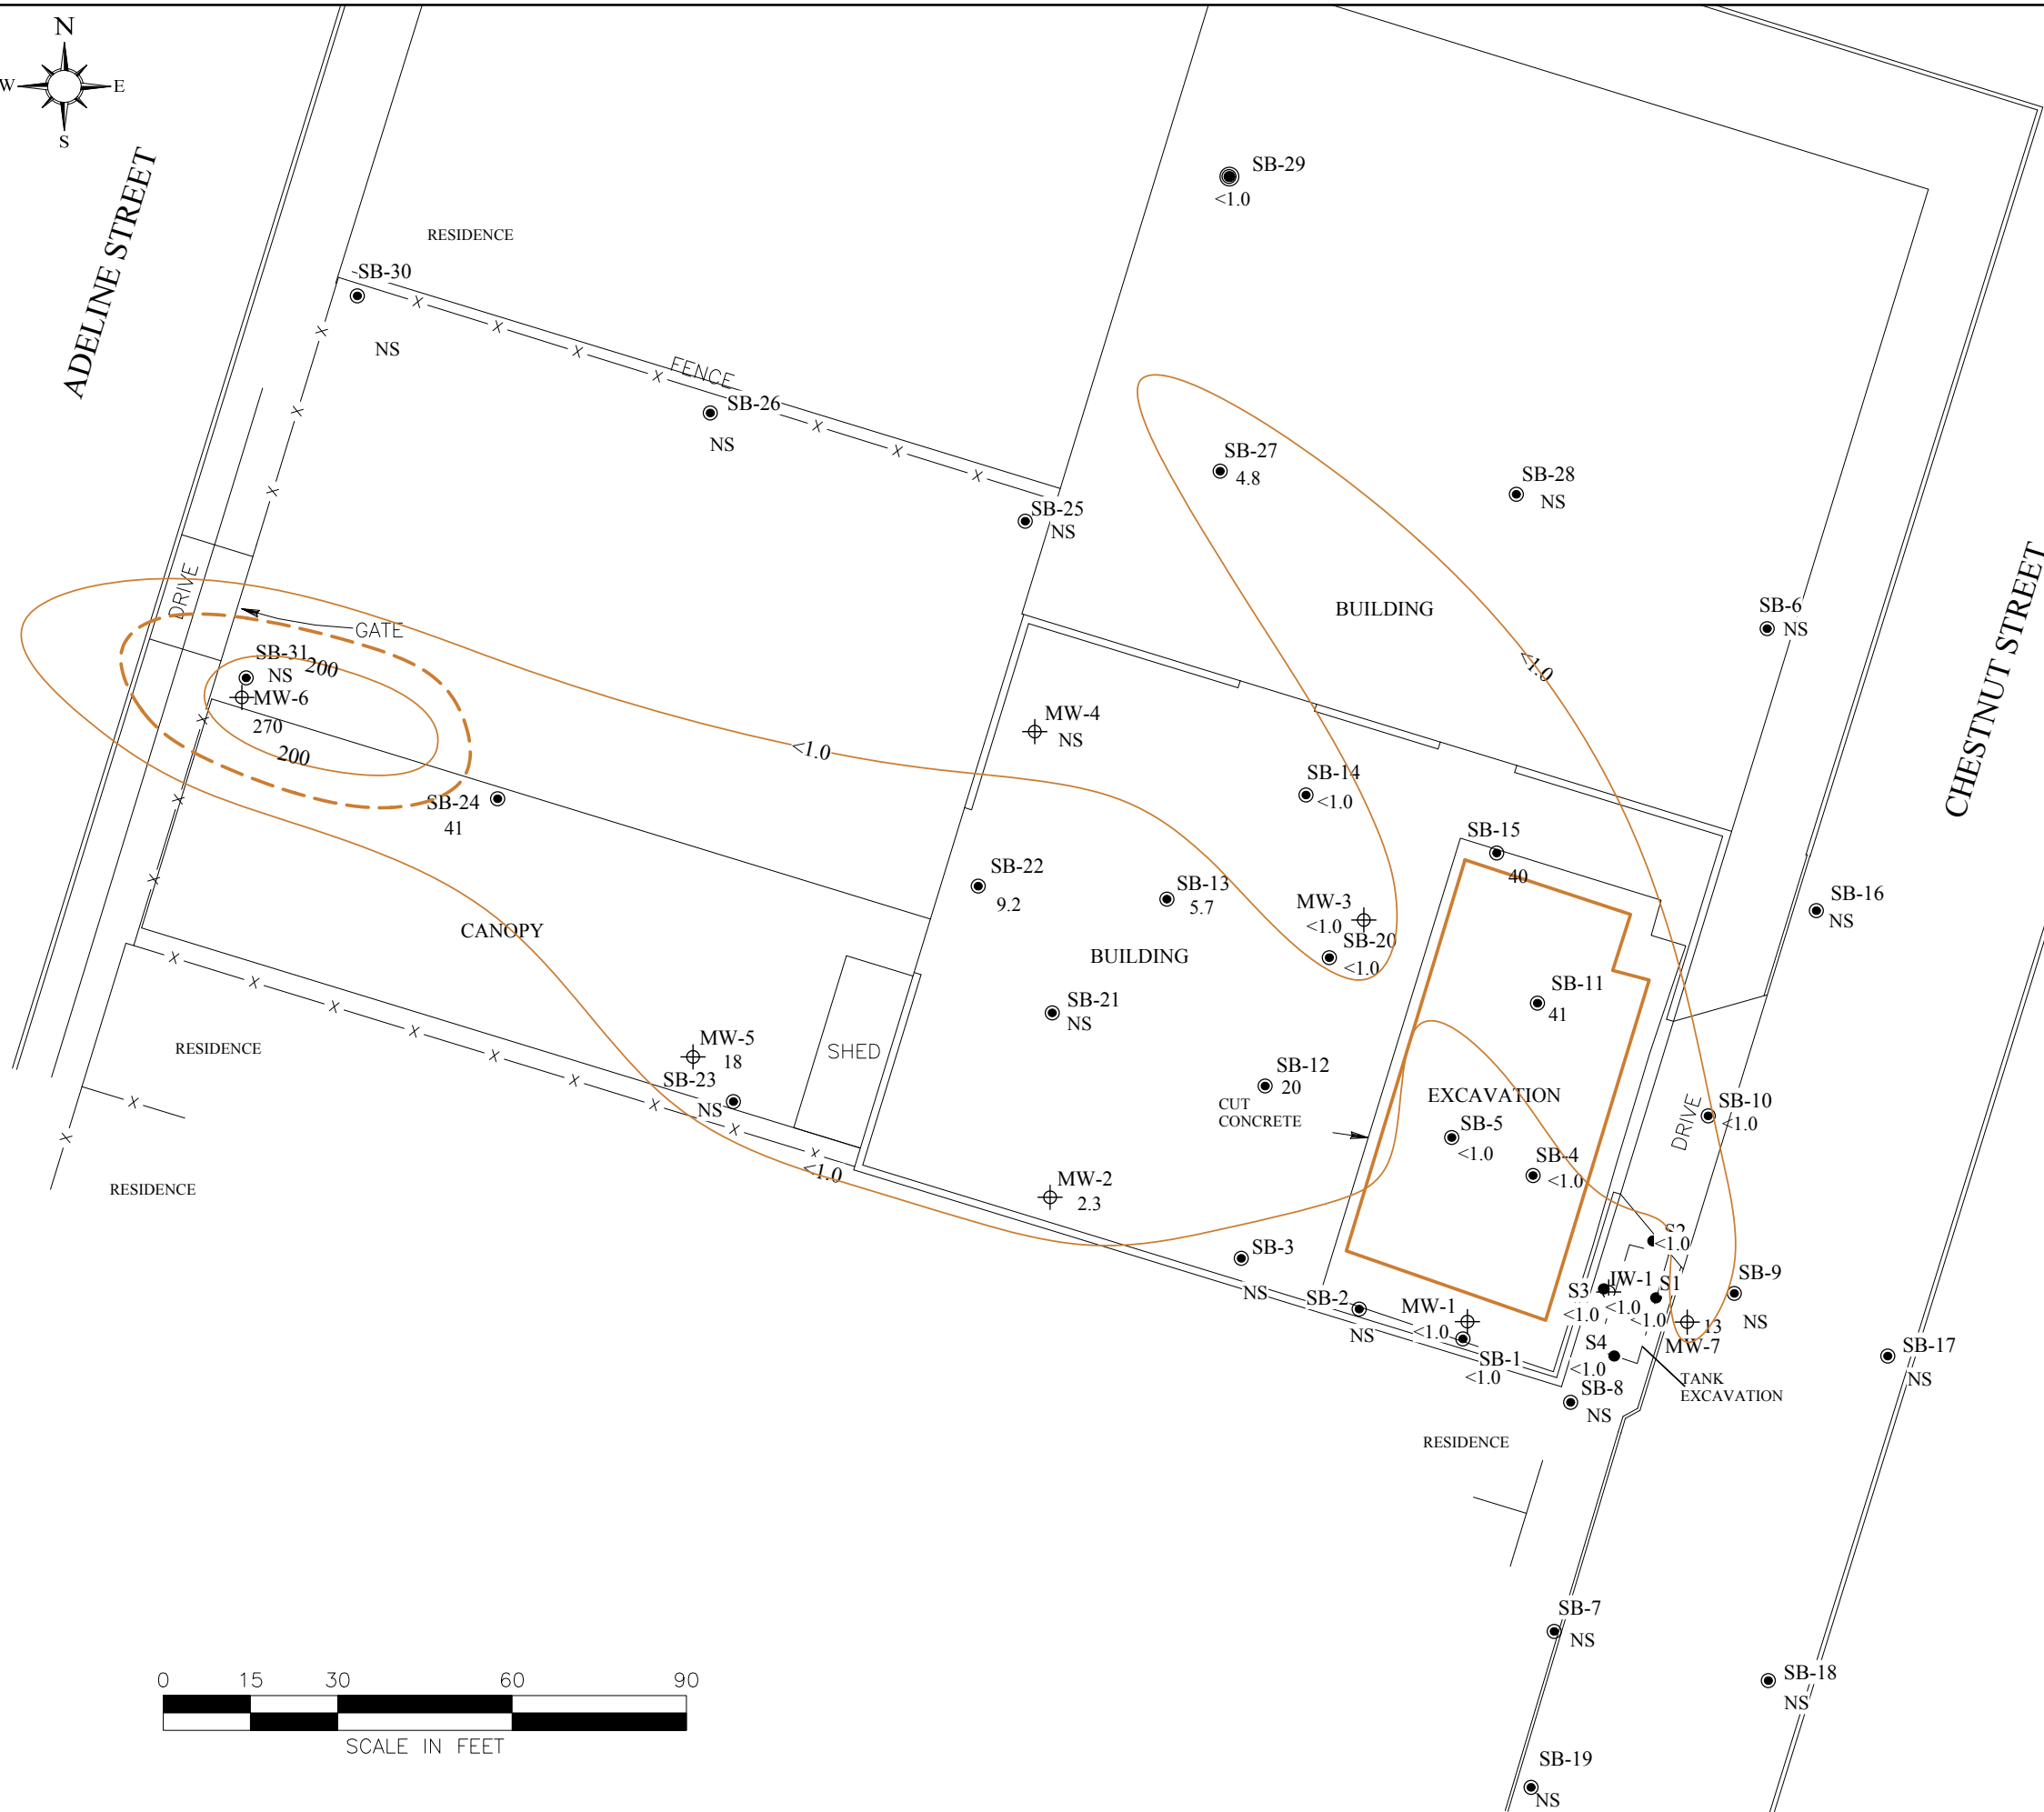 N
W
E
S
ADELINE STREET
SB-29
<1.0
RESIDENCE
SB-30
NS
FENCE
SB-26
NS
SB-27
4.8
SB-28
NS
SB-25
NS
CHESTNUT STREET
DRIVE
GATE
BUILDING
SB-6
NS
<1.0
SB-31
NS
200
MW-6
270
200
MW-4
NS
<1.0
SB-14
<1.0
SB-24
41
SB-15
40
SB-22
9.2
SB-13
5.7
MW-3
<1.0
SB-20
<1.0
SB-16
NS
CANOPY
BUILDING
SB-11
41
SB-21
NS
RESIDENCE
MW-5
18
SHED
SB-23
NS
SB-12
20
CUT
CONCRETE
EXCAVATION
SB-5
<1.0
DRIVE
SB-10
<1.0
SB-4
<1.0
RESIDENCE
<1.0
MW-2
2.3
S2
<1.0
SB-3
NS
SB-2
NS
MW-1
<1.0
SB-1
<1.0
S3
<1.0
IW-1
<1.0
S1
<1.0
SB-9
NS
13
MW-7
S4
<1.0
SB-17
NS
TANK
EXCAVATION
SB-8
NS
RESIDENCE
SB-7
NS
SB-18
NS
0 15 30 60 90
SCALE IN FEET
SB-19
NS